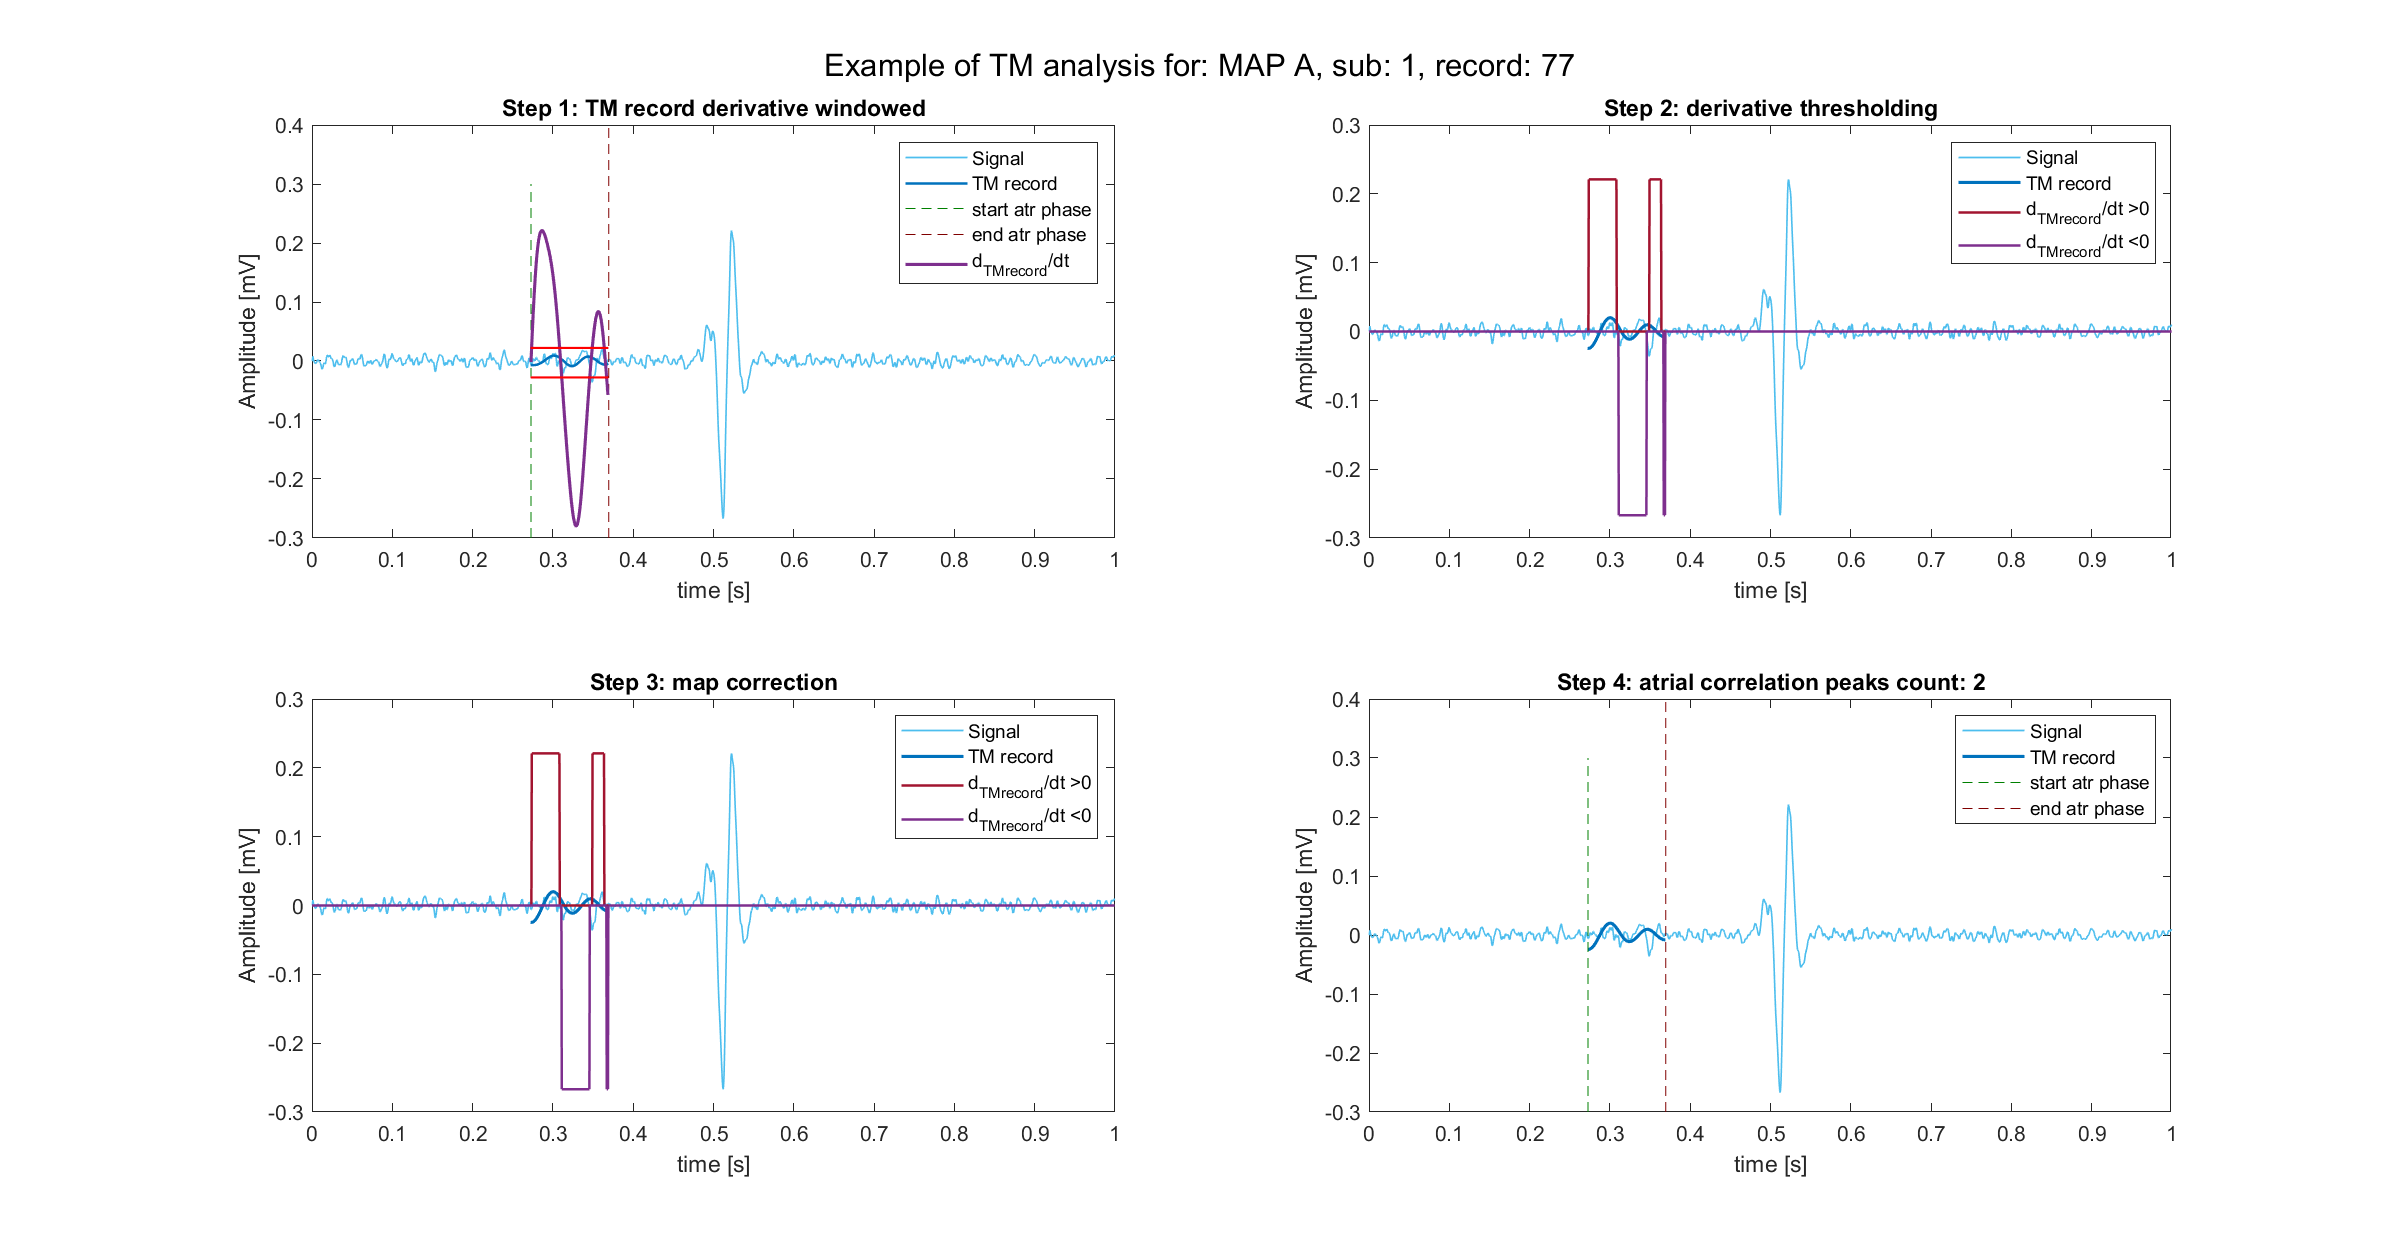 Example of TM analysis for: MAP A, sub: 1, record: 77
Step 1: TM record derivative windowed
0.4
0.3
0.2
0.1
0
-0.1
-0.2
-0.3
Amplitude [mV]
0 0.1 0.2 0.3 0.4 0.5 0.6 0.7 0.8 0.9 1
time [s]
Signal
TM record
start atr phase
end atr phase
dTMrecord/dt
Step 2: derivative thresholding
0.3
0.2
0.1
0
-0.1
-0.2
-0.3
Amplitude [mV]
0 0.1 0.2 0.3 0.4 0.5 0.6 0.7 0.8 0.9 1
time [s]
Signal
TM record
dTMrecord/dt >0
dTMrecord/dt <0
Step 3: map correction
0.3
0.2
0.1
0
-0.1
-0.2
-0.3
Amplitude [mV]
0 0.1 0.2 0.3 0.4 0.5 0.6 0.7 0.8 0.9 1
time [s]
Signal
TM record
dTMrecord/dt >0
dTMrecord/dt <0
Step 4: atrial correlation peaks count: 2
0.4
0.3
0.2
0.1
0
-0.1
-0.2
-0.3
Amplitude [mV]
0 0.1 0.2 0.3 0.4 0.5 0.6 0.7 0.8 0.9 1
time [s]
Signal
TM record
start atr phase
end atr phase